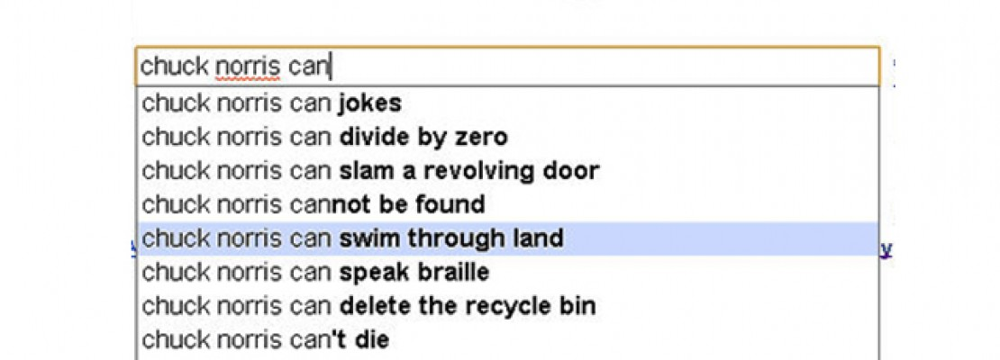 chuck norris can
chuck norris can jokes
chuck norris can divide by zero
chuck norris can slam a revolving door
chuck norris cannot be found
chuck norris can swim through land
chuck norris can speak braille
chuck norris can delete the recycle bin
chuck norris can't die